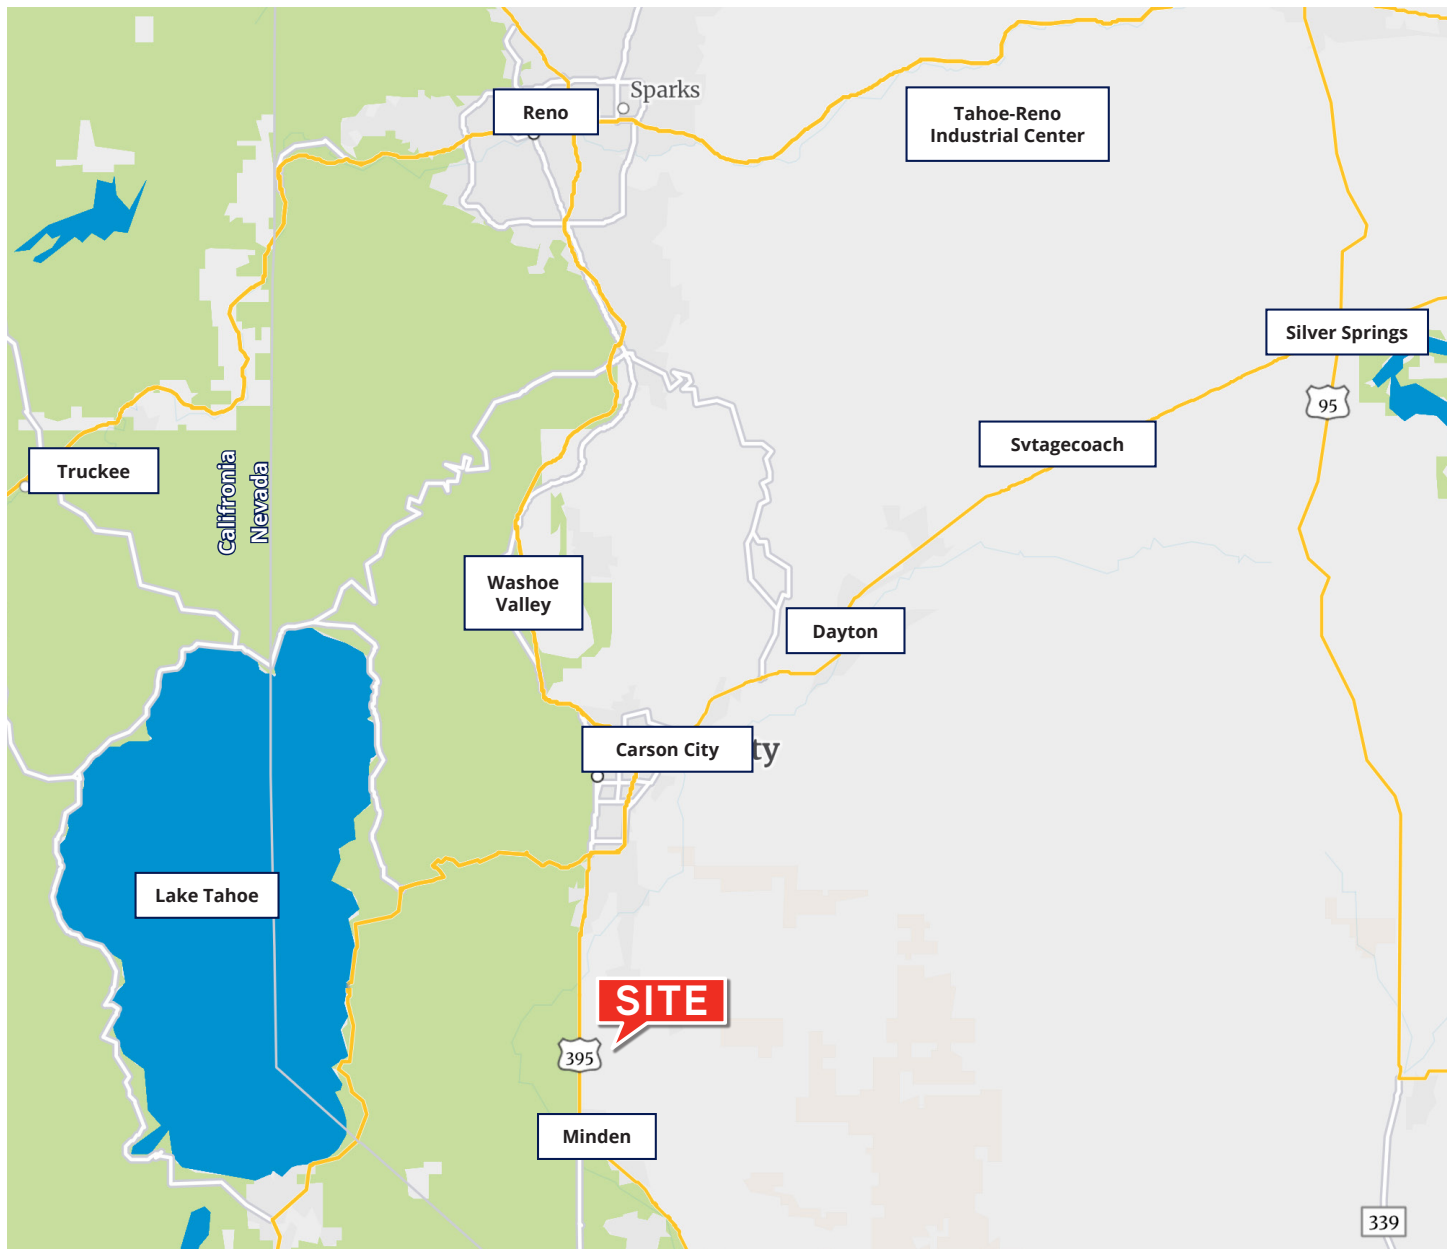 Sparks
Reno
Tahoe-Reno
Industrial Center
Silver Springs
95
Svtagecoach
Truckee
Califronia
Nevada
Washoe
Valley
Dayton
Carson City
ty
Lake Tahoe
SITE
395
Minden
339